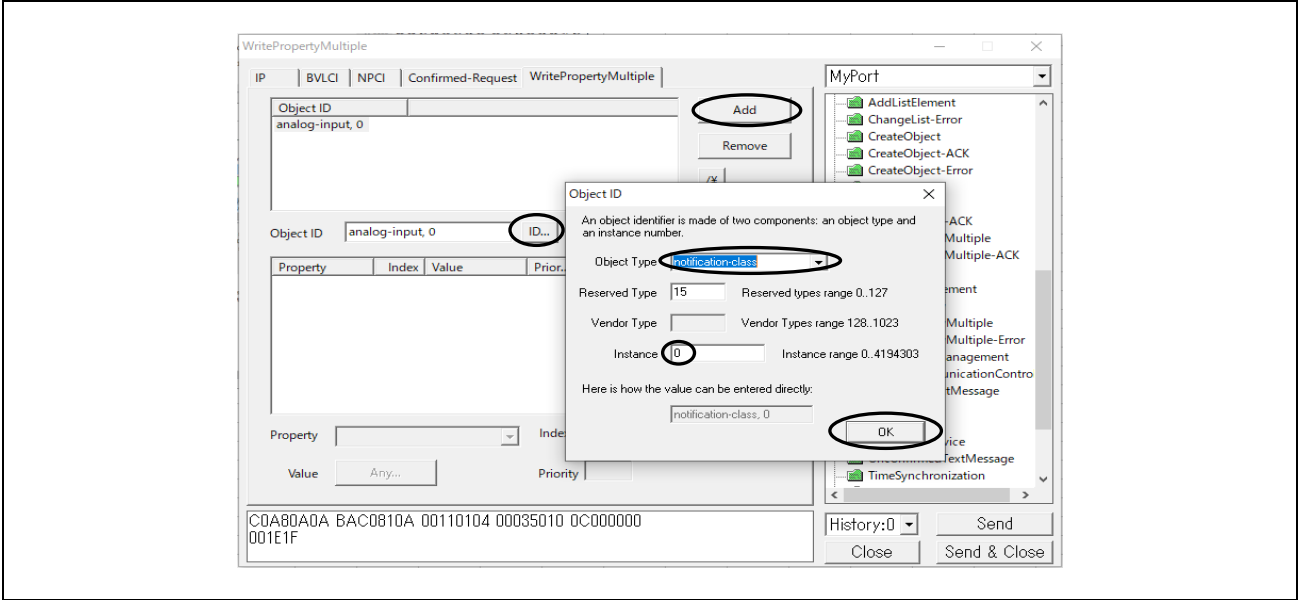 WritePropertyMultiple
IP BVLCI NPCI Confirmed-Request WritePropertyMultiple
MyPort
Object ID
analog-input, 0
Add
Remove
AddListElement
ChangeList-Error
CreateObject
CreateObject-ACK
CreateObject-Error
Object ID analog-input, 0 ID...
Property Index Value Prior..
Object ID
An object identifier is made of two components: an object type and
an instance number.
Object Type notification-class
Reserved Type 15 Reserved types range 0..127
Vendor Type Vendor Types range 128..1023
Instance 0 Instance range 0..4194303
Here is how the value can be entered directly:
notification-class, 0
OK
-ACK
Multiple
Multiple-ACK
ement
Multiple
Multiple-Error
anagement
unicationContro
tMessage
vice
UnconfirmedTextMessage
TimeSynchronization
Property Inde
Value Any... Priority
C0A80A0A BAC0810A 00110104 00035010 0C000000
001E1F
History:0 Send
Close Send & Close